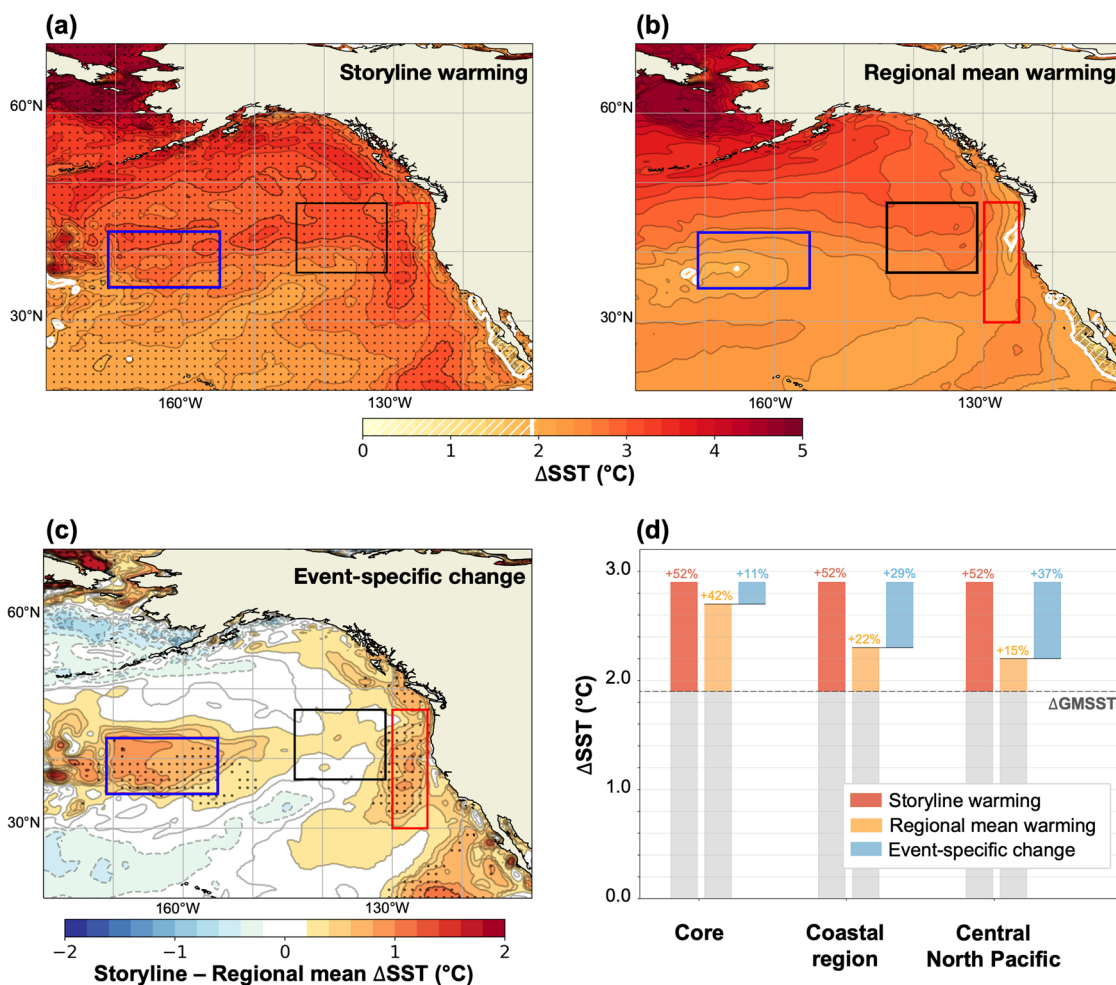 (a)
(b)
Storyline warming
Regional mean warming
60°N
60°N
30°N
30°N
160°W
130°W
160°W
130°W
0
1
2
3
4
5
ΔSST (°C)
(c)
(d)
Event-specific change
60°N
30°N
160°W
130°W
−2
−1
0
1
2
Storyline – Regional mean ΔSST (°C)
3.0
2.0
1.0
0.0
ΔSST (°C)
+52%
+42%
+11%
+52%
+22%
+29%
+52%
+15%
+37%
ΔGMSST
Storyline warming
Regional mean warming
Event-specific change
Core
Coastal
region
Central
North Pacific